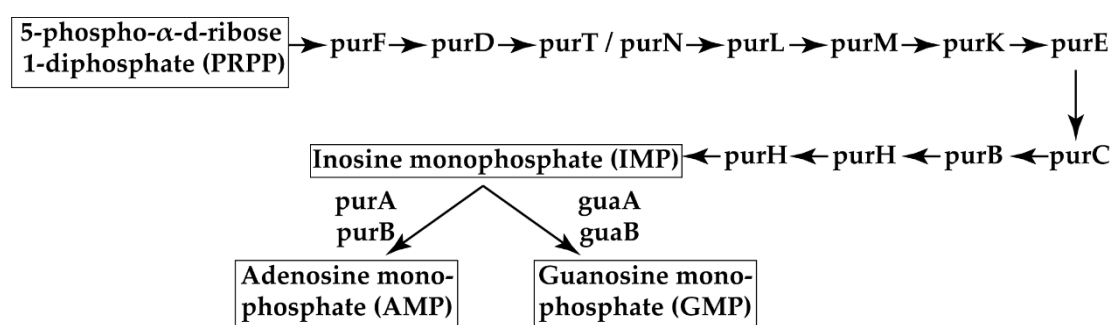 5-phospho-α-d-ribose
1-diphosphate (PRPP)
purF purD purT / purN purL purM purK purE
Inosine monophosphate (IMP) purH purH purB purC
purA guaA
purB guaB
Adenosine mono-
phosphate (AMP)
Guanosine mono-
phosphate (GMP)